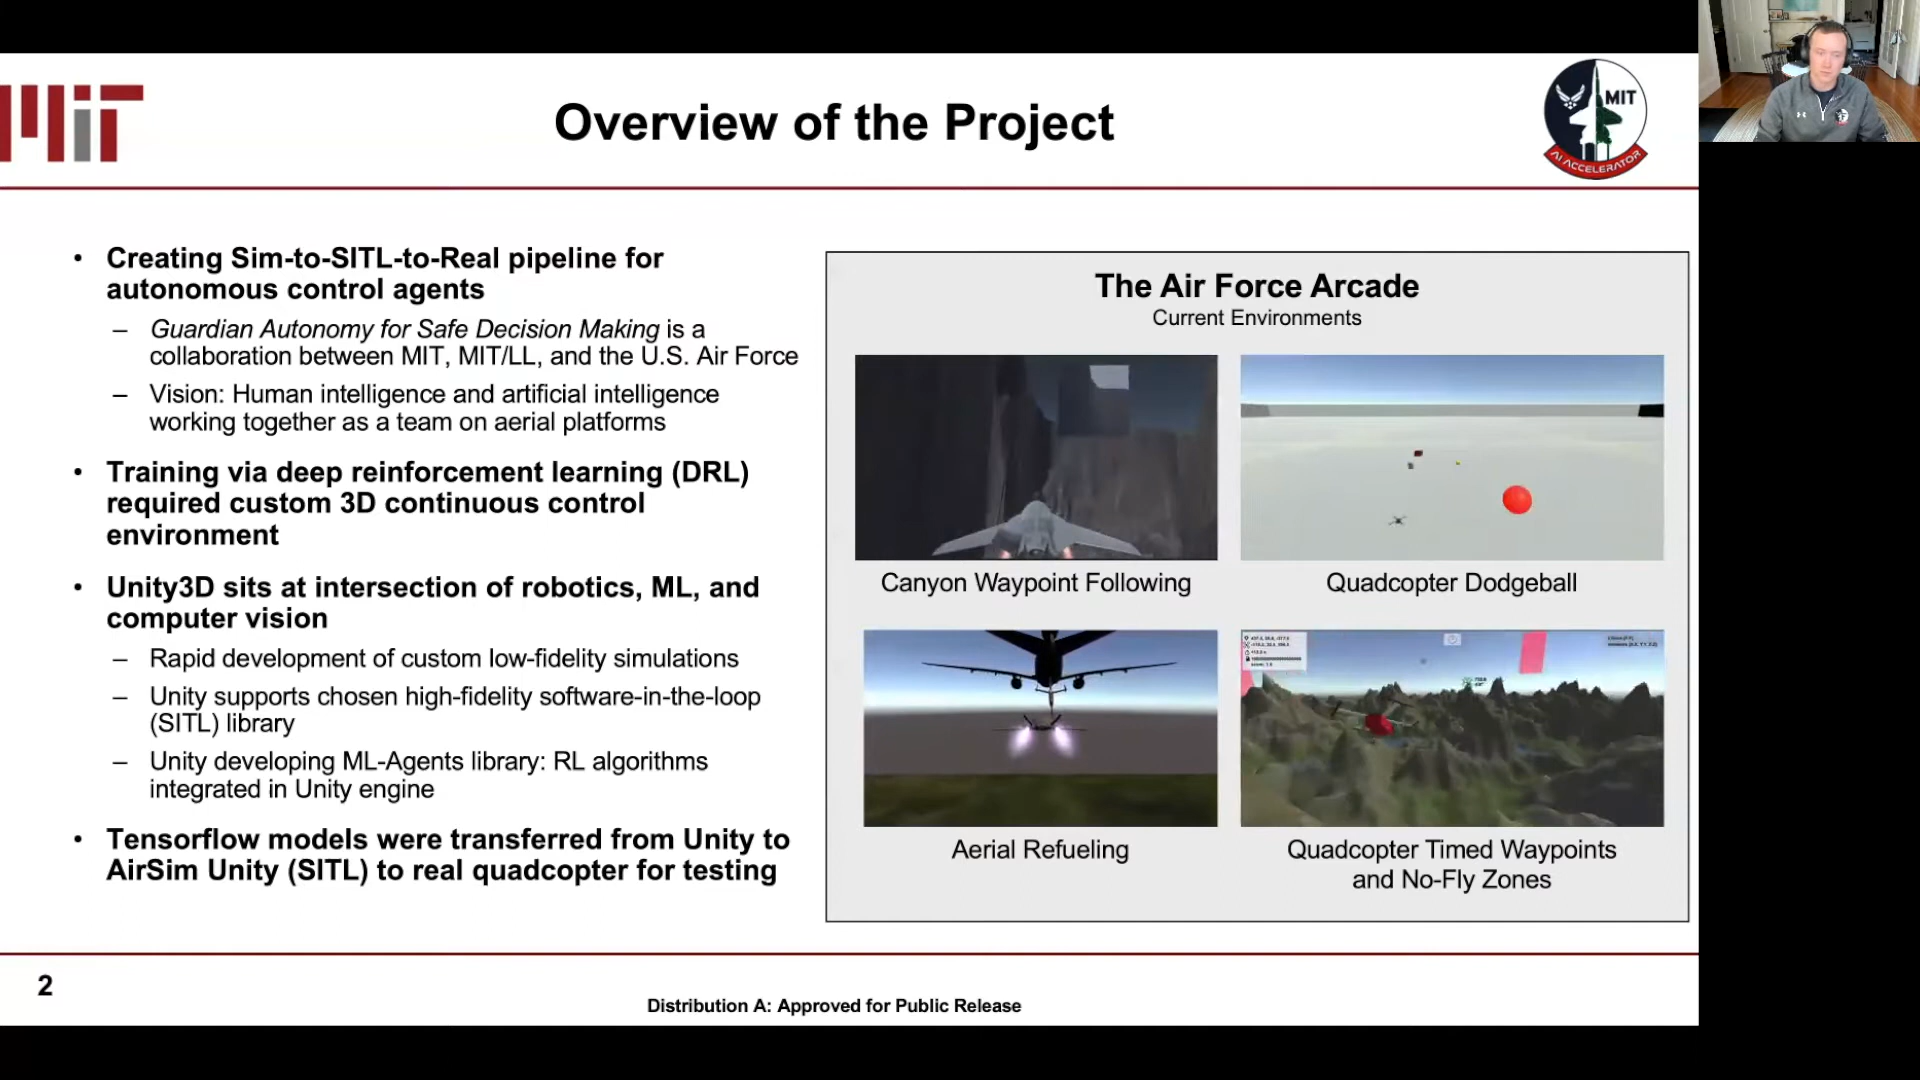 MIT
Overview of the Project
MIT
AI ACCELERATOR
• Creating Sim-to-SITL-to-Real pipeline for
autonomous control agents
– Guardian Autonomy for Safe Decision Making is a
collaboration between MIT, MIT/LL, and the U.S. Air Force
– Vision: Human intelligence and artificial intelligence
working together as a team on aerial platforms
• Training via deep reinforcement learning (DRL)
required custom 3D continuous control
environment
• Unity3D sits at intersection of robotics, ML, and
computer vision
– Rapid development of custom low-fidelity simulations
– Unity supports chosen high-fidelity software-in-the-loop
(SITL) library
– Unity developing ML-Agents library: RL algorithms
integrated in Unity engine
• Tensorflow models were transferred from Unity to
AirSim Unity (SITL) to real quadcopter for testing
The Air Force Arcade
Current Environments
Canyon Waypoint Following
Quadcopter Dodgeball
Aerial Refueling
Quadcopter Timed Waypoints
and No-Fly Zones
2
Distribution A: Approved for Public Release